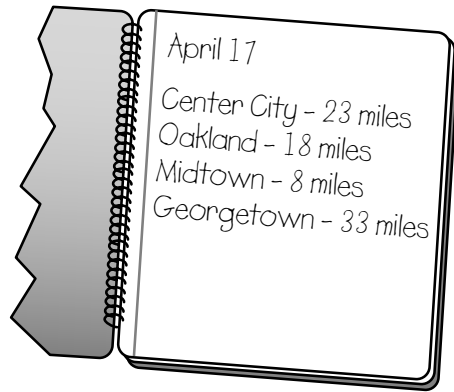 April 17
Center City - 23 miles
Oakland - 18 miles
Midtown - 8 miles
Georgetown - 33 miles